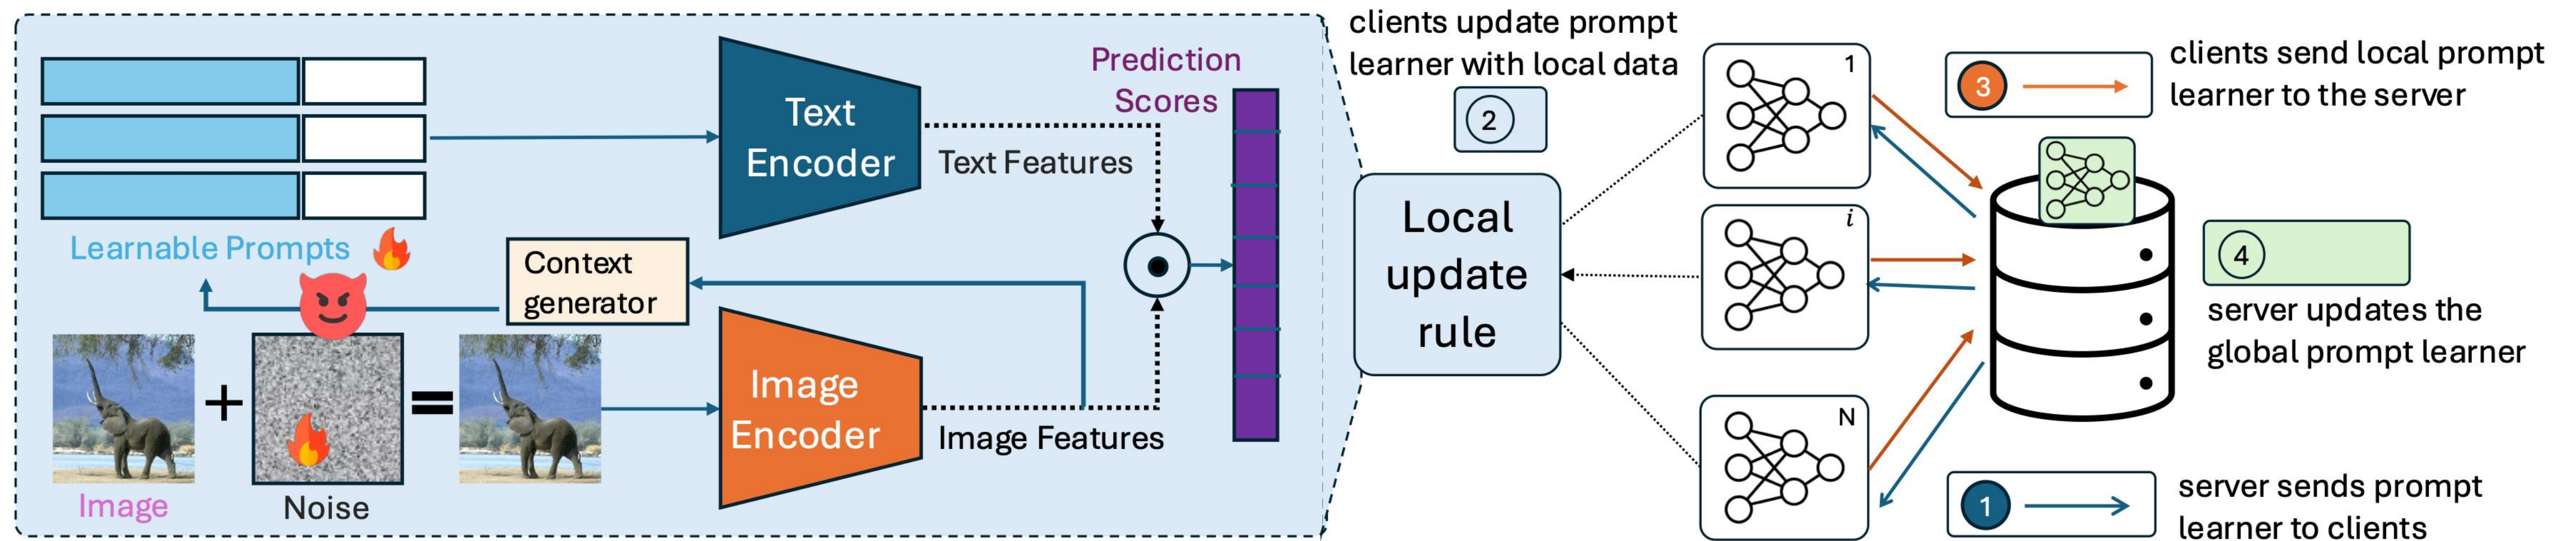 Learnable Prompts
Image
Noise
Context
generator
Text
Encoder
Image
Encoder
Text Features
Image Features
Prediction
Scores
clients update prompt
learner with local data
2
Local
update
rule
1
i
N
3
clients send local prompt
learner to the server
4
server updates the
global prompt learner
1
server sends prompt
learner to clients